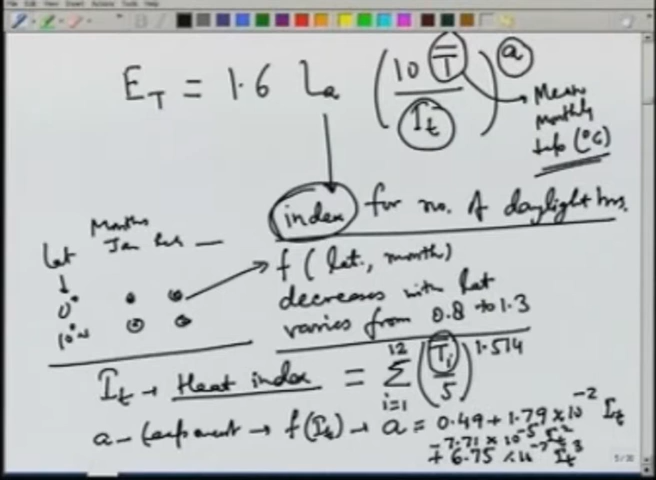 E_T = 1.6 L_a (10 T̄ / I_t)^a
Mean
monthly
temp (°C)
index for no. of daylight hrs.
Months
Jan Feb —
Lat
0°
10°N
f (lat., month)
decreases with Lat
varies from 0.8 to 1.3
I_t → Heat index = ∑_{i=1}^{12} (T̄_i / 5)^{1.514}
a – (exponent → f(I_t) → a = 0.49 + 1.79 × 10^{-2} I_t
- 7.71 × 10^{-5} I_t^2
+ 6.75 × 10^{-7} I_t^3